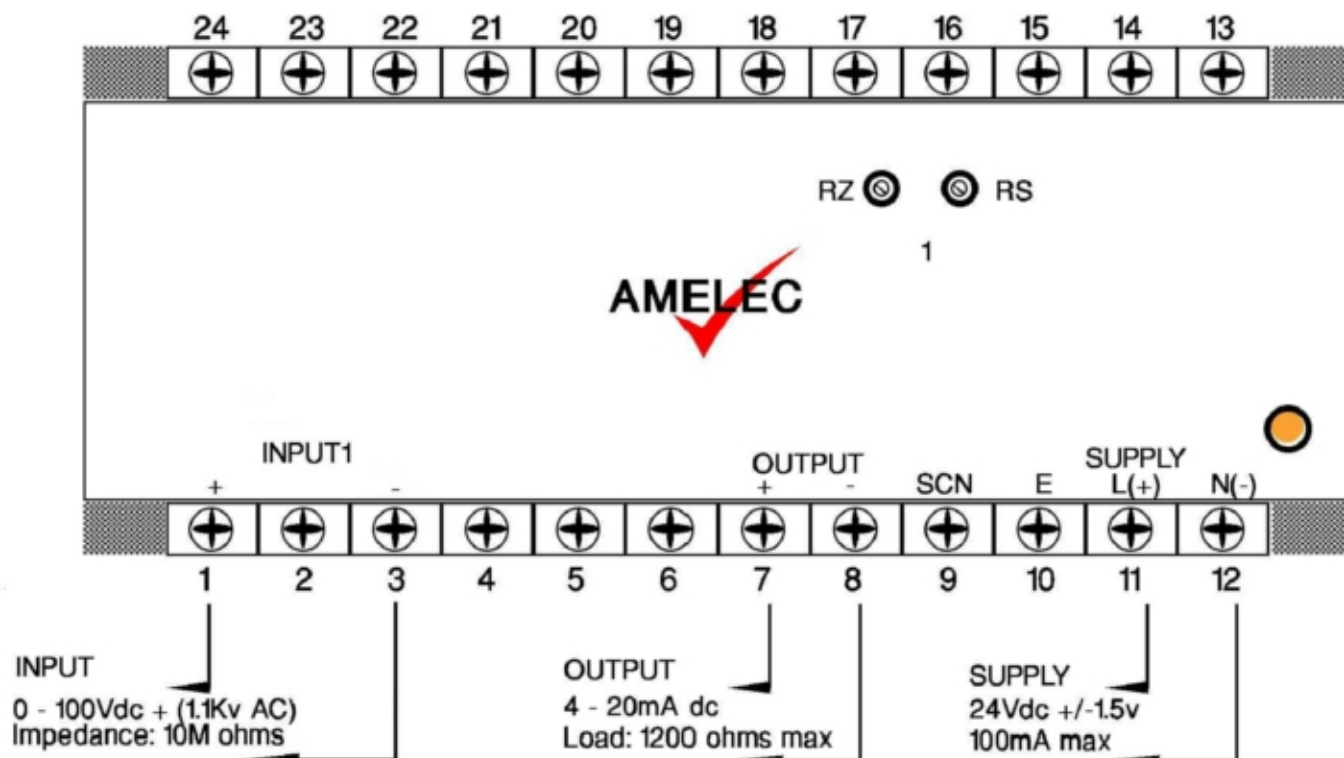 24 23 22 21 20 19 18 17 16 15 14 13
RZ RS
1
AMELEC
INPUT1
+ -
OUTPUT
+ -
SCN E
SUPPLY
L(+) N(-)
1 2 3 4 5 6 7 8 9 10 11 12
INPUT
0 - 100Vdc + (1.1Kv AC)
Impedance: 10M ohms
OUTPUT
4 - 20mA dc
Load: 1200 ohms max
SUPPLY
24Vdc +/-1.5v
100mA max